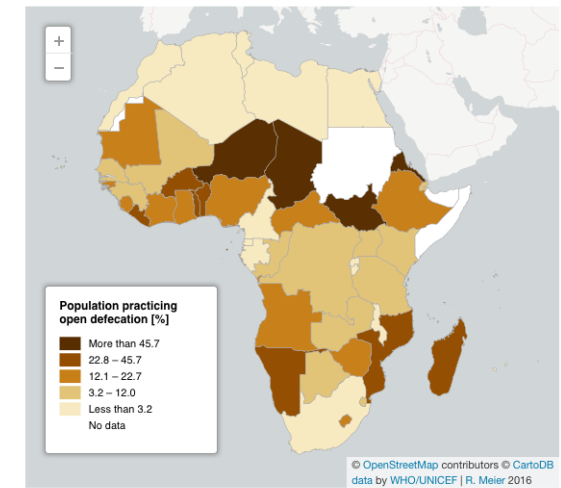 +
−
Population practicing
open defecation [%]
More than 45.7
22.8 – 45.7
12.1 – 22.7
3.2 – 12.0
Less than 3.2
No data
© OpenStreetMap contributors © CartoDB
data by WHO/UNICEF | R. Meier 2016